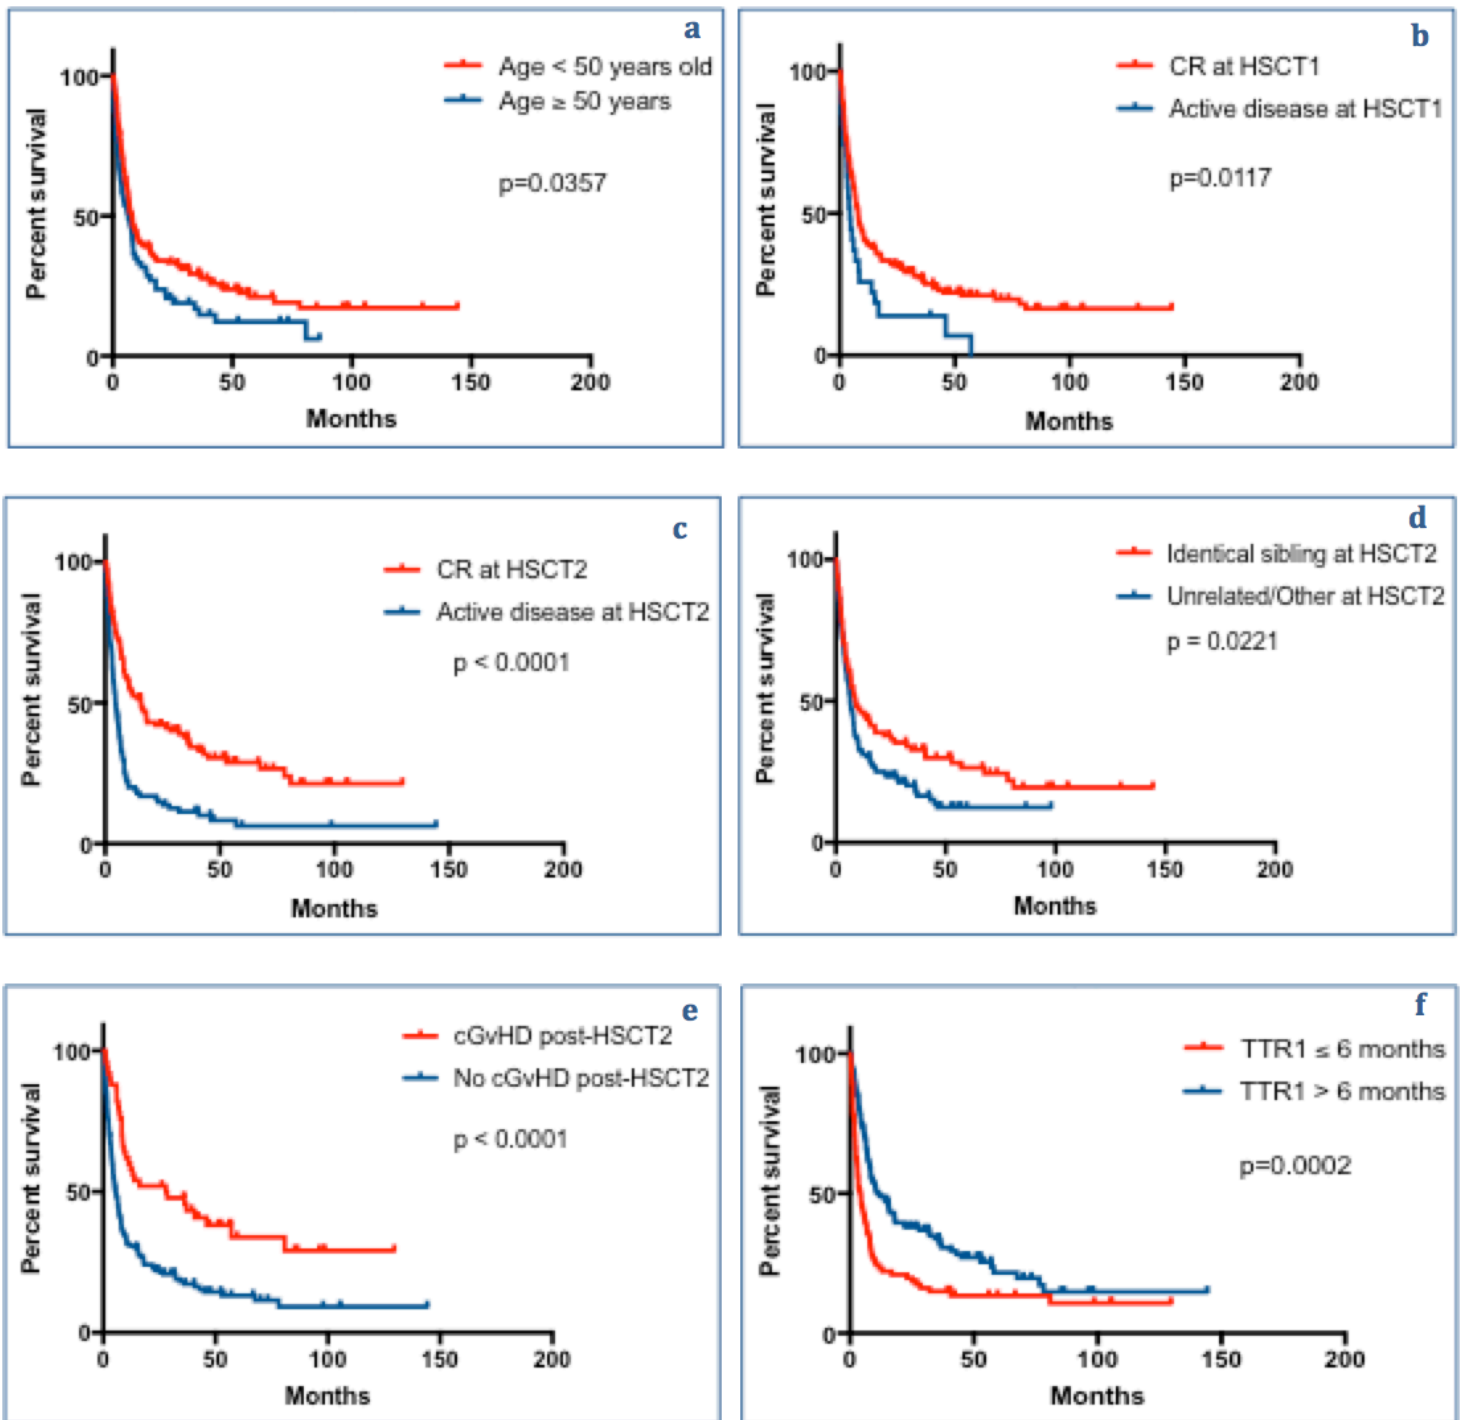 a
Age < 50 years old
Age ≥ 50 years
p=0.0357
Percent survival
100
50
0
0 50 100 150 200
Months
b
CR at HSCT1
Active disease at HSCT1
p=0.0117
Percent survival
100
50
0
0 50 100 150 200
Months
c
CR at HSCT2
Active disease at HSCT2
p < 0.0001
Percent survival
100
50
0
0 50 100 150 200
Months
d
Identical sibling at HSCT2
Unrelated/Other at HSCT2
p = 0.0221
Percent survival
100
50
0
0 50 100 150 200
Months
e
cGvHD post-HSCT2
No cGvHD post-HSCT2
p < 0.0001
Percent survival
100
50
0
0 50 100 150 200
Months
f
TTR1 ≤ 6 months
TTR1 > 6 months
p=0.0002
Percent survival
100
50
0
0 50 100 150 200
Months